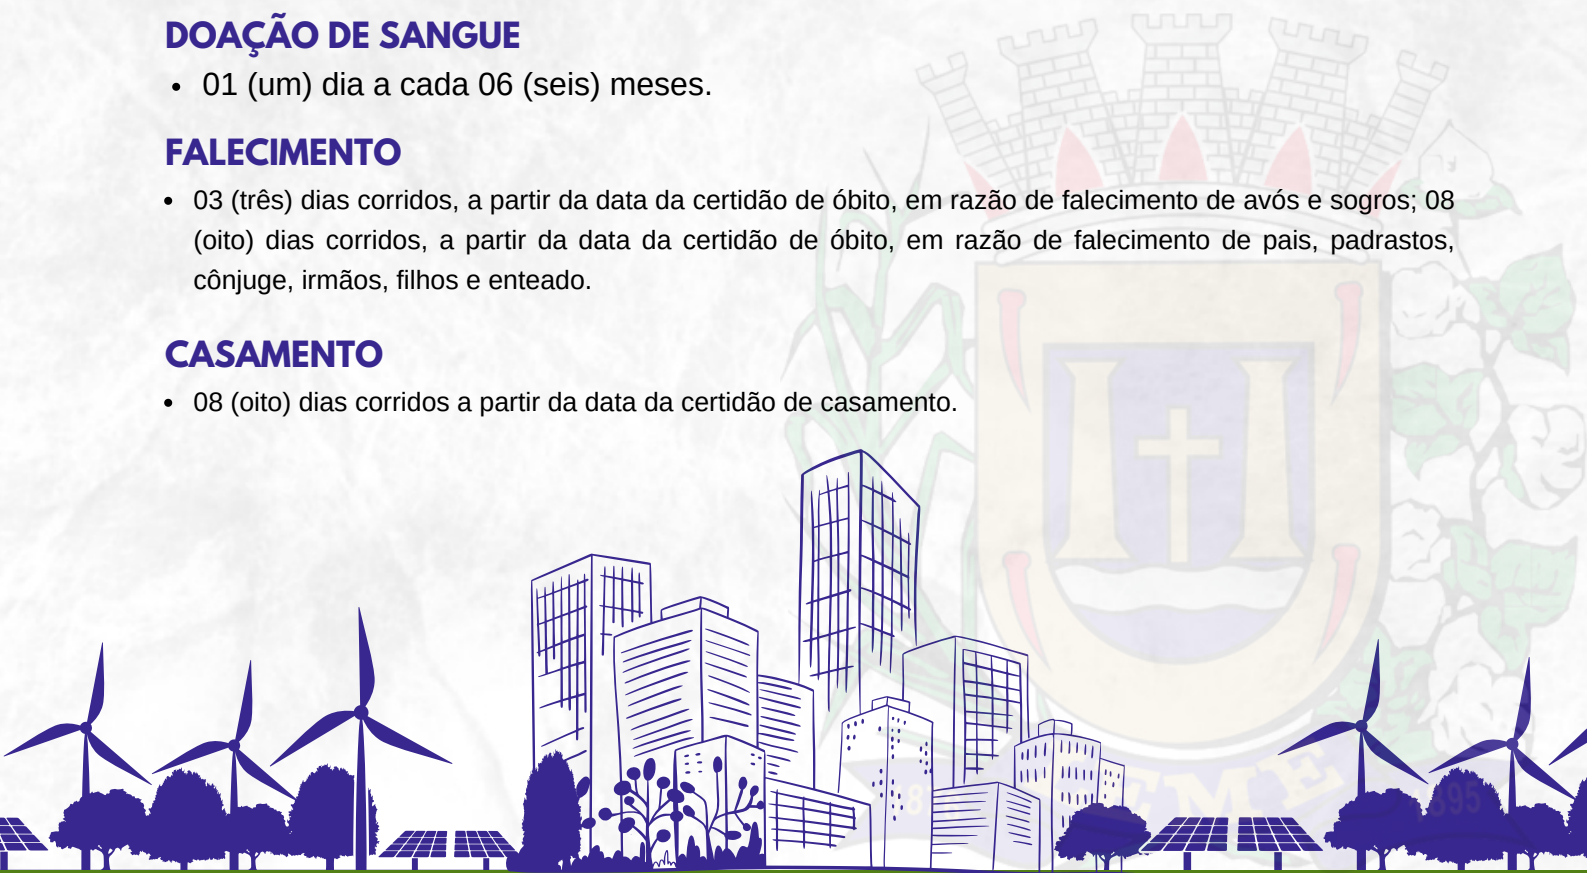 DOAÇÃO DE SANGUE
• 01 (um) dia a cada 06 (seis) meses.
FALECIMENTO
• 03 (três) dias corridos, a partir da data da certidão de óbito, em razão de falecimento de avós e sogros; 08
(oito) dias corridos, a partir da data da certidão de óbito, em razão de falecimento de pais, padrastos,
cônjuge, irmãos, filhos e enteado.
CASAMENTO
• 08 (oito) dias corridos a partir da data da certidão de casamento.
1895